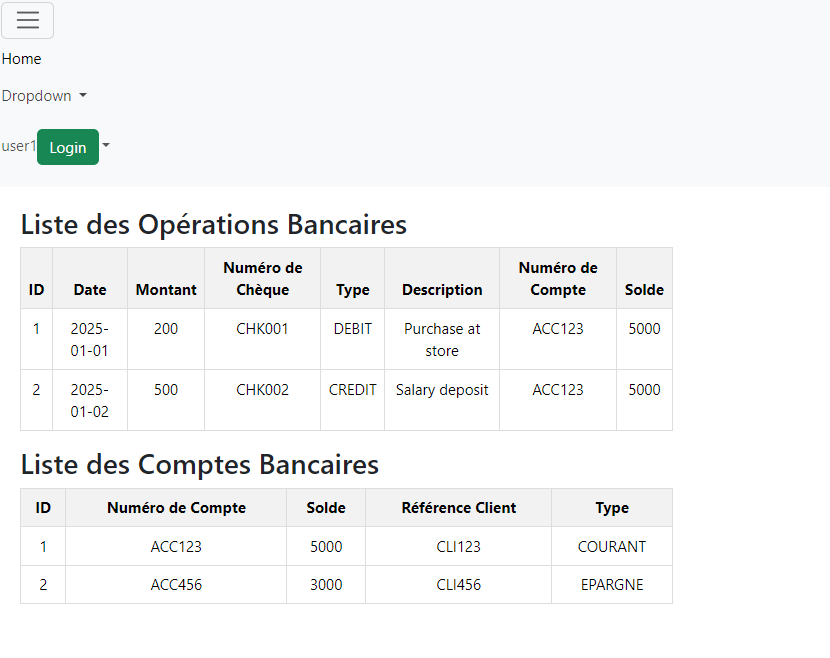 Home
Dropdown
user1 Login
Liste des Opérations Bancaires
ID Date Montant Numéro de Chèque Type Description Numéro de Compte Solde
1 2025-01-01 200 CHK001 DEBIT Purchase at store ACC123 5000
2 2025-01-02 500 CHK002 CREDIT Salary deposit ACC123 5000
Liste des Comptes Bancaires
ID Numéro de Compte Solde Référence Client Type
1 ACC123 5000 CLI123 COURANT
2 ACC456 3000 CLI456 EPARGNE